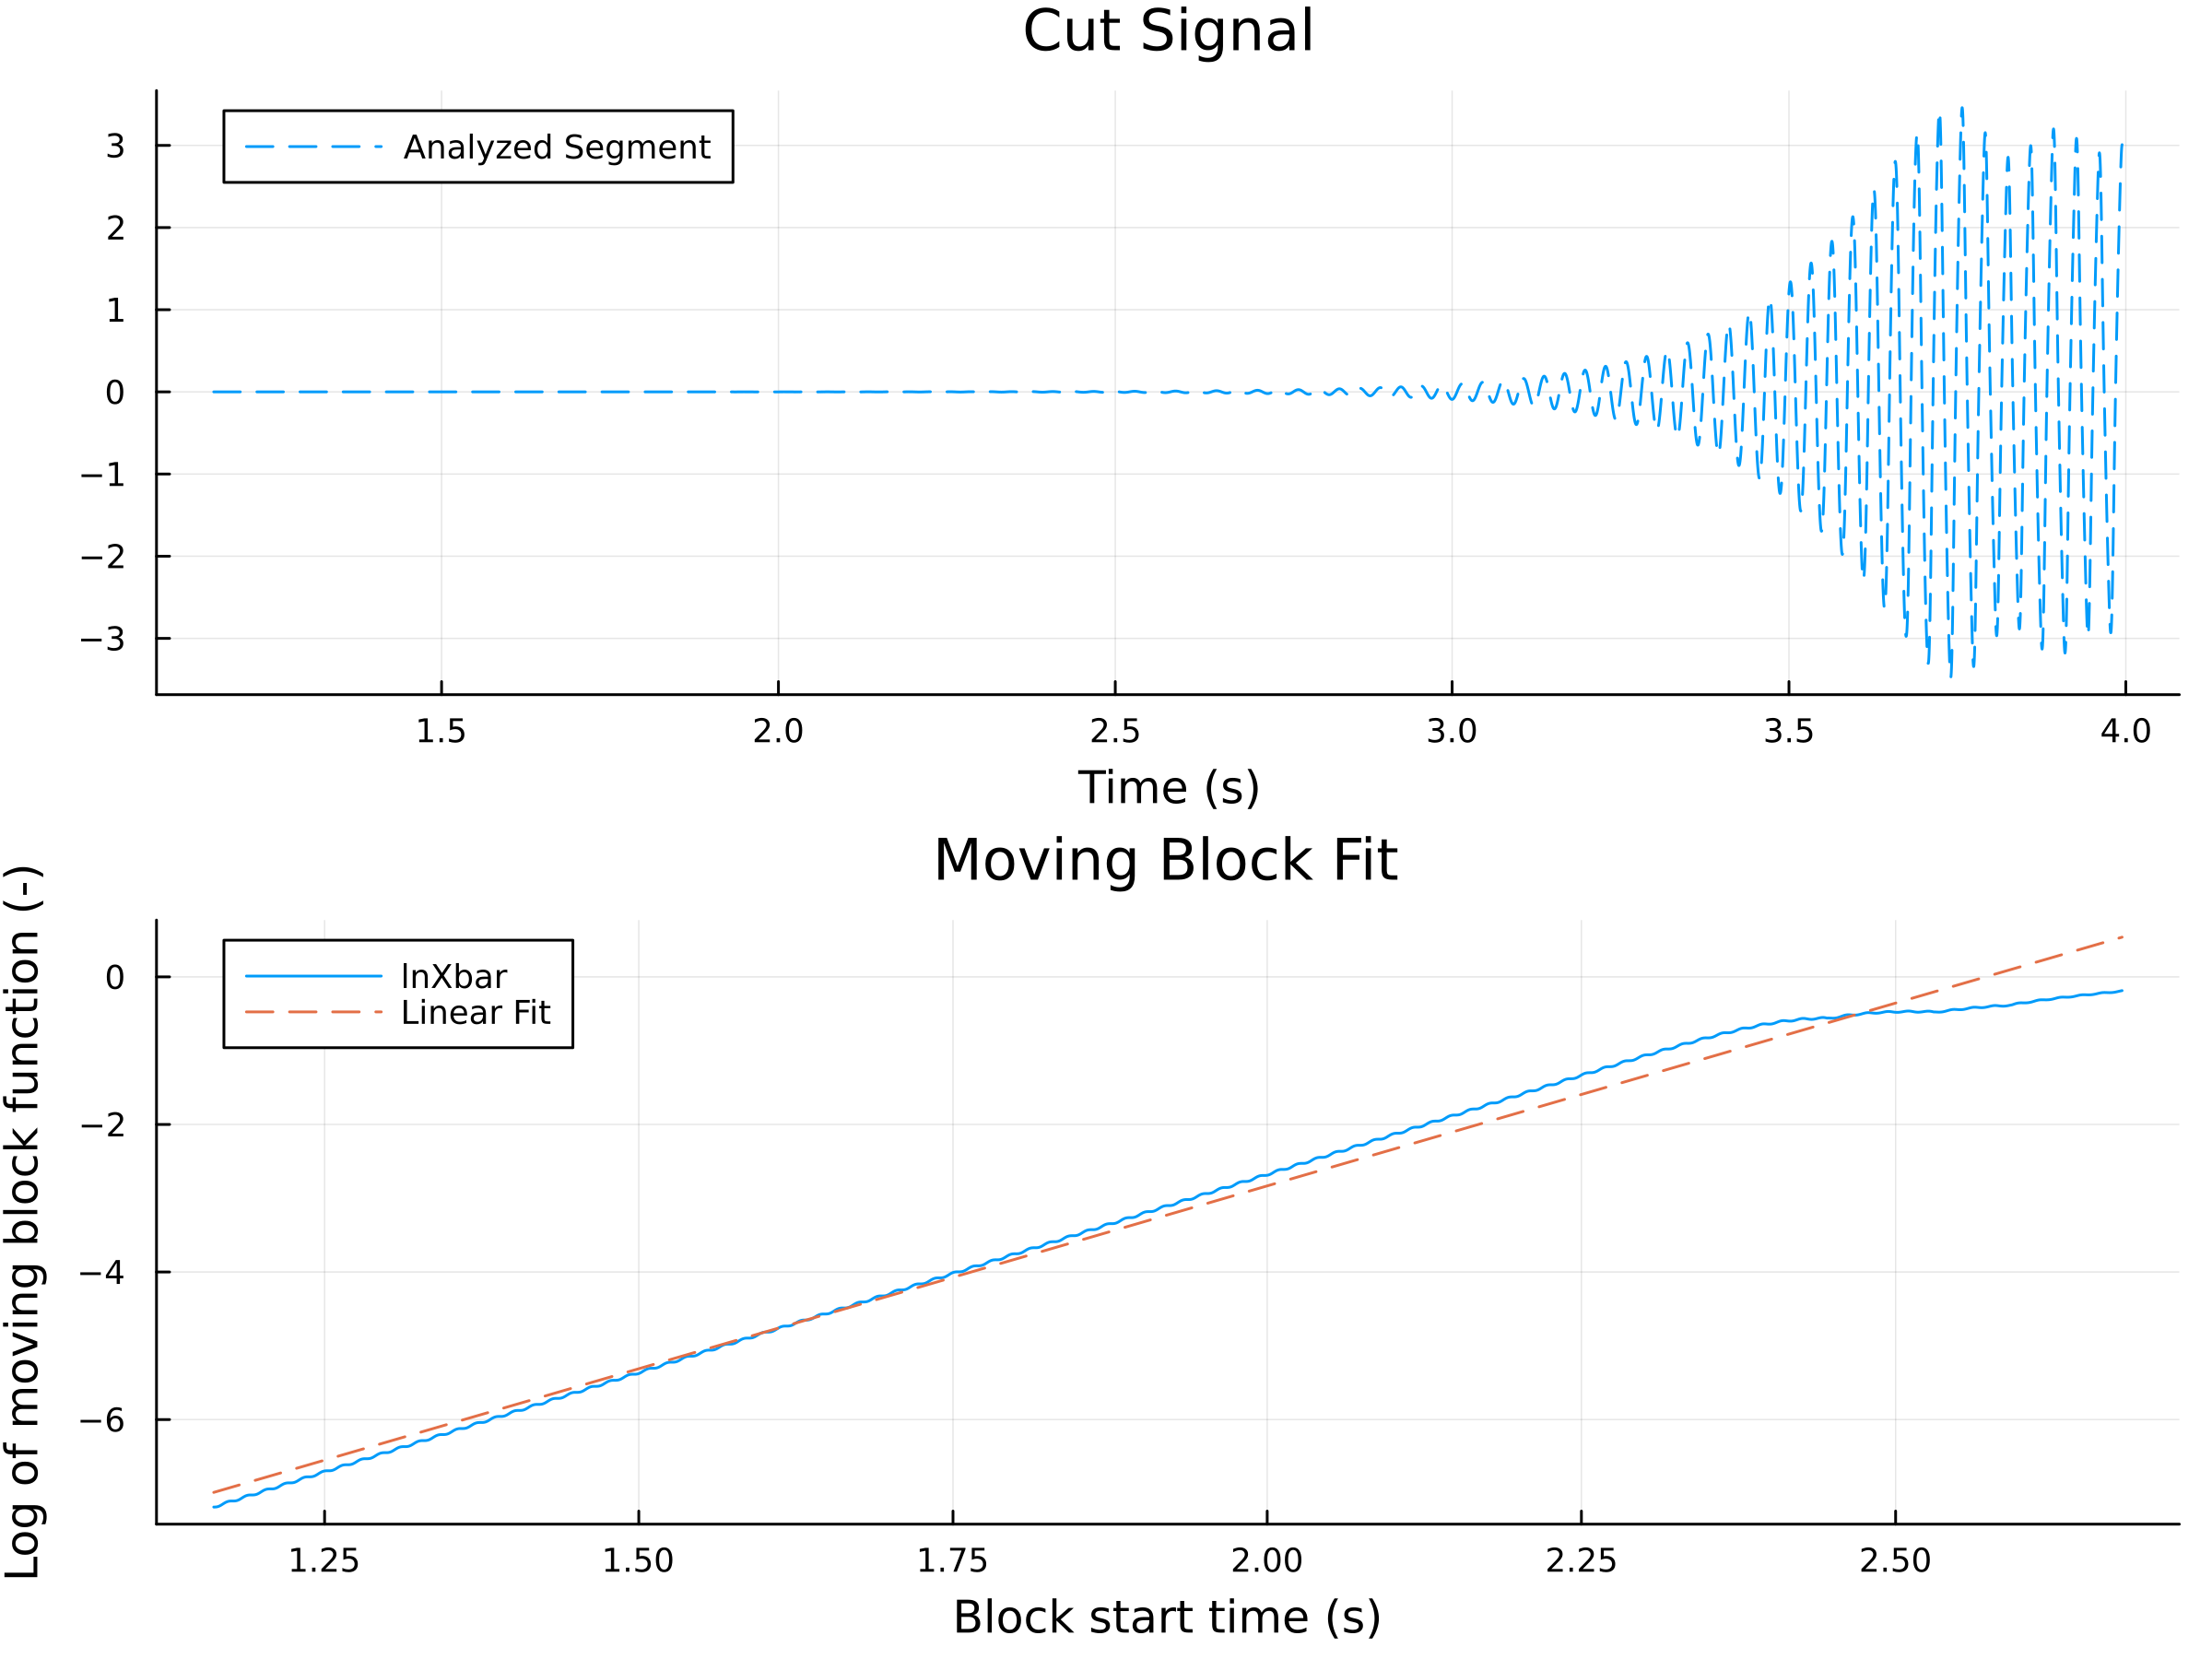 Cut Signal
Analyzed Segment
3
2
1
0
−1
−2
−3
1.5 2.0 2.5 3.0 3.5 4.0
Time (s)
Moving Block Fit
Log of moving block function (-)
lnXbar
Linear Fit
0
−2
−4
−6
1.25 1.50 1.75 2.00 2.25 2.50
Block start time (s)